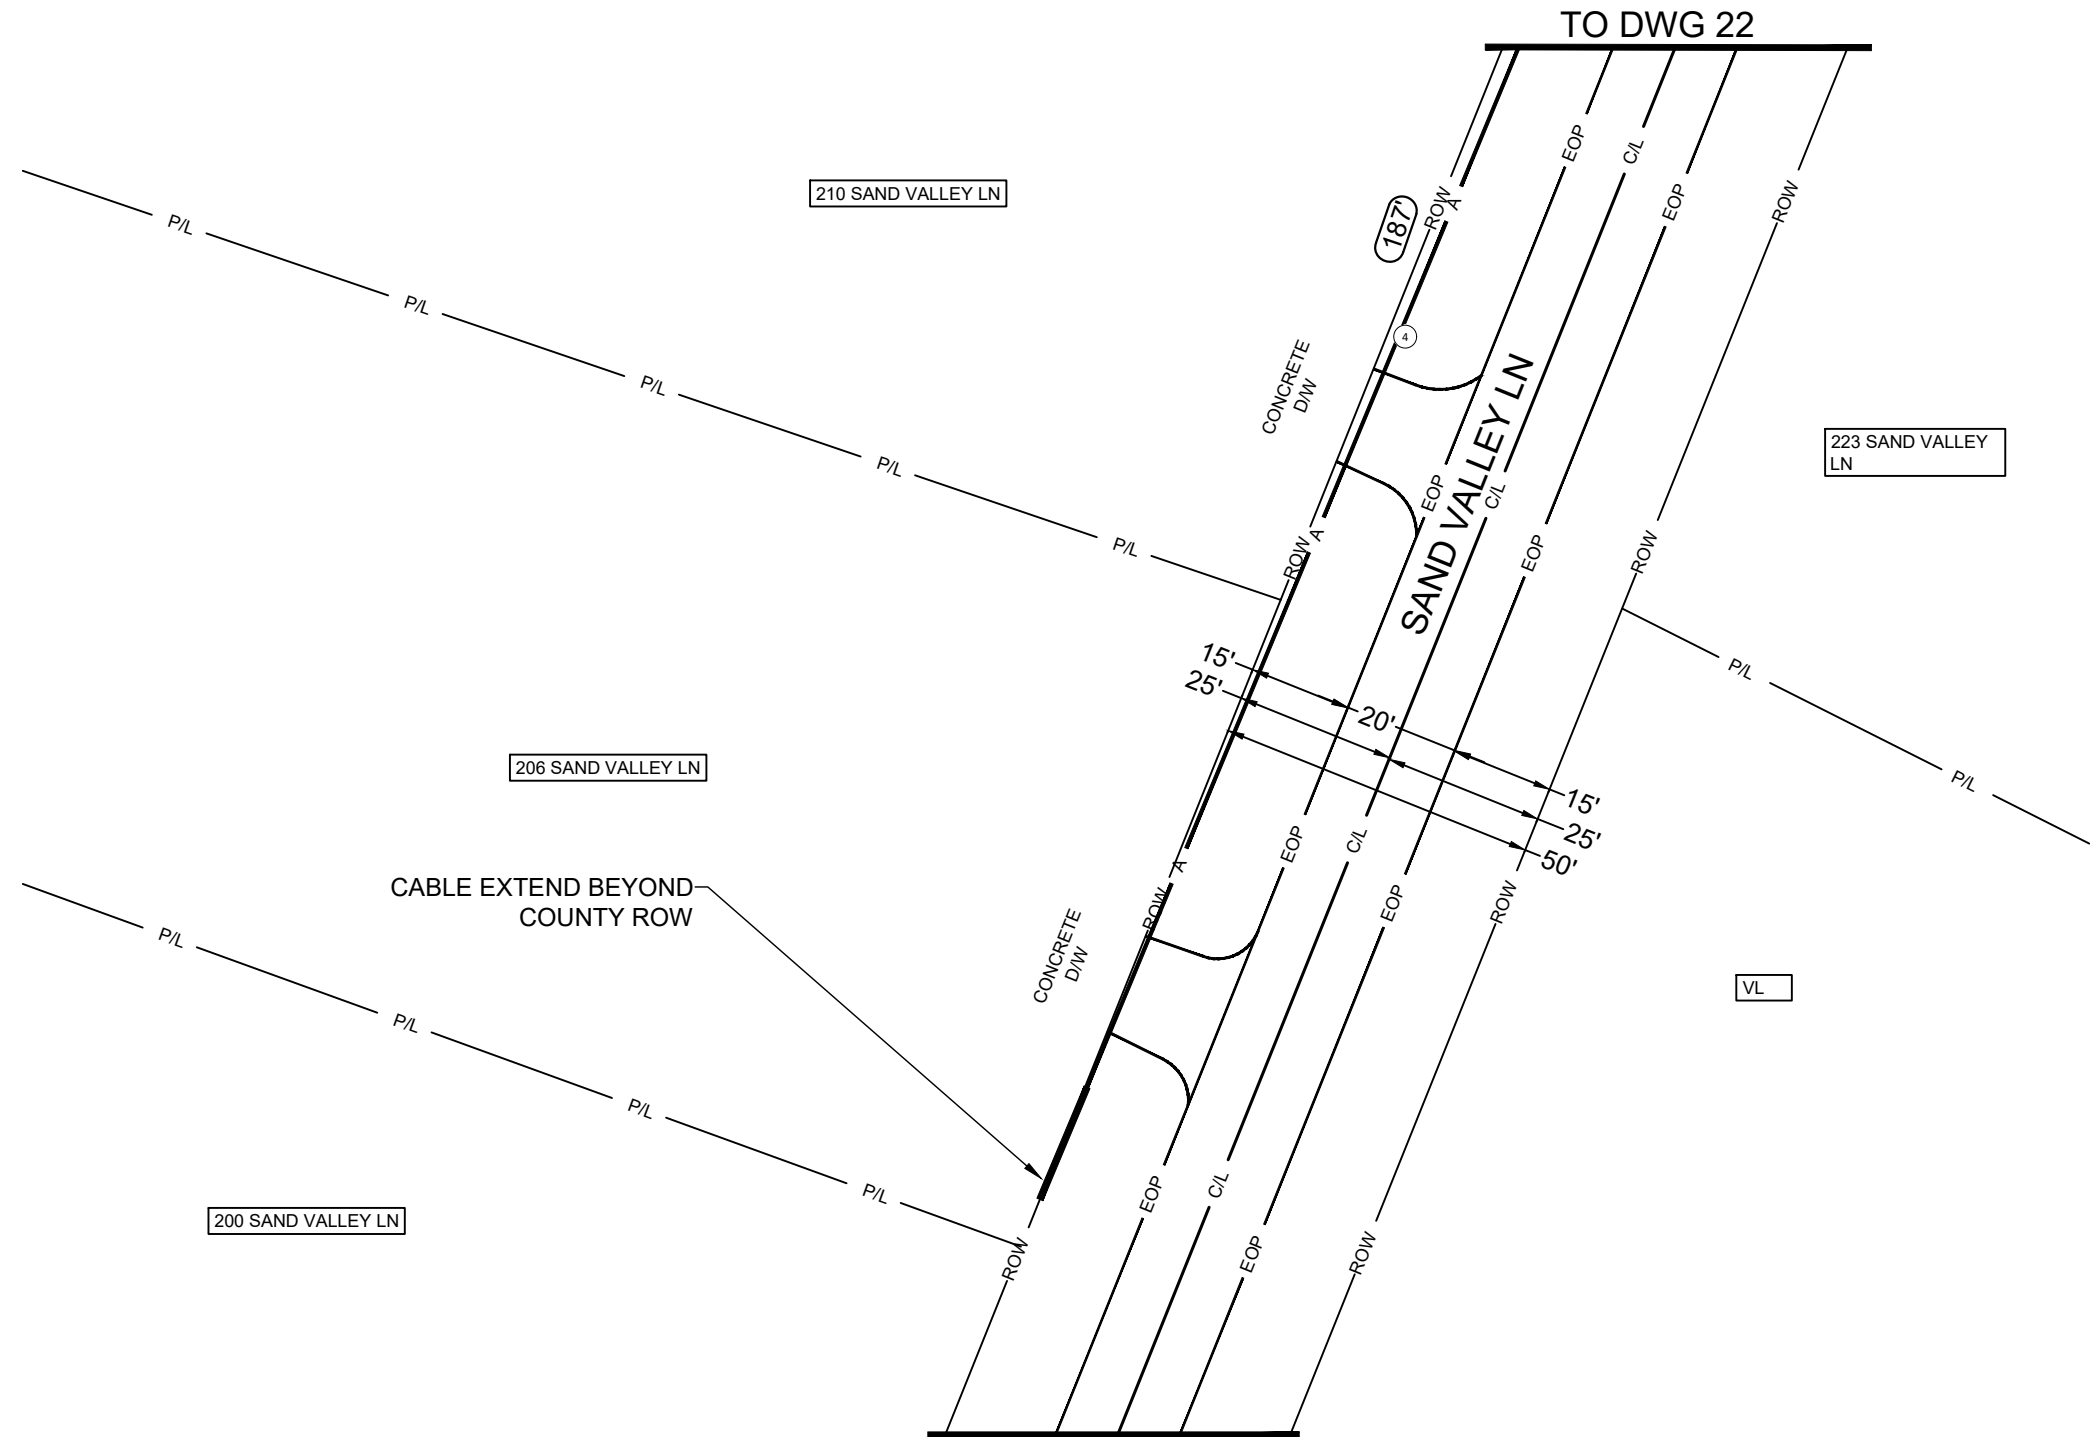 TO DWG 22
EOP
C/L
EOP
ROW
ROW
A
210 SAND VALLEY LN
187'
P/L
P/L
P/L
P/L
P/L
4
CONCRETE
D/W
SAND VALLEY LN
223 SAND VALLEY
LN
EOP
C/L
EOP
ROW
ROW
A
P/L
P/L
15'
25'
20'
15'
25'
50'
206 SAND VALLEY LN
EOP
C/L
EOP
ROW
ROW
A
CABLE EXTEND BEYOND
COUNTY ROW
CONCRETE
D/W
VL
P/L
P/L
P/L
P/L
200 SAND VALLEY LN
ROW
EOP
C/L
EOP
ROW